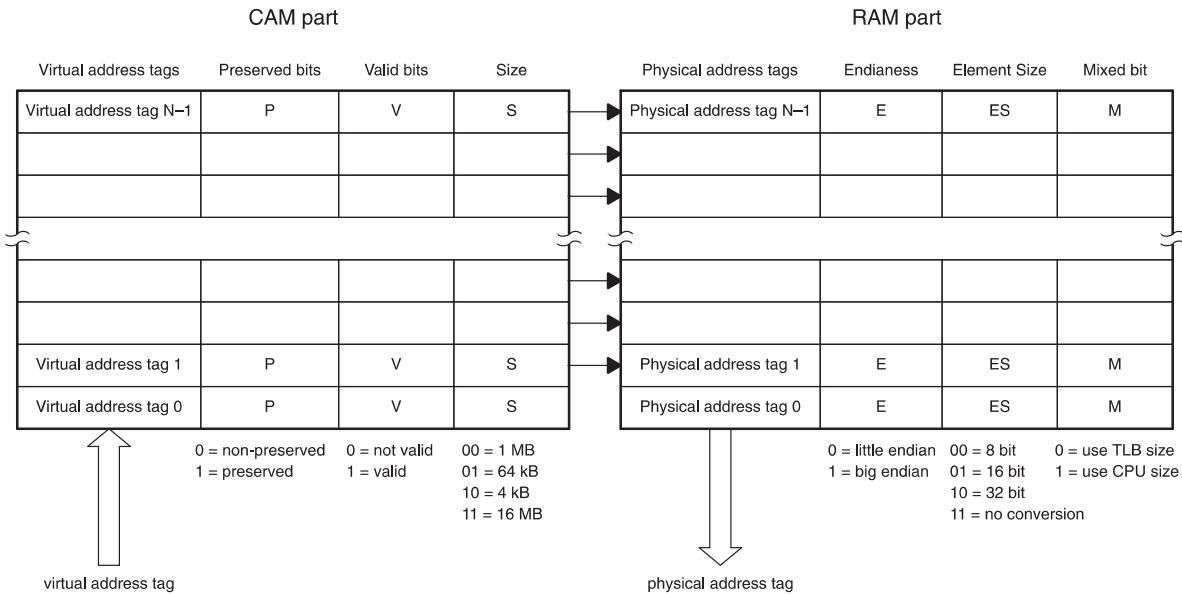 CAM part RAM part
Virtual address tags Preserved bits Valid bits Size Physical address tags Endianess Element Size Mixed bit
Virtual address tag N–1 P V S Physical address tag N–1 E ES M
Virtual address tag 1 P V S Physical address tag 1 E ES M
Virtual address tag 0 P V S Physical address tag 0 E ES M
0 = non-preserved 0 = not valid 00 = 1 MB 0 = little endian 00 = 8 bit 0 = use TLB size
1 = preserved 1 = valid 01 = 64 kB 1 = big endian 01 = 16 bit 1 = use CPU size
10 = 4 kB 10 = 32 bit
11 = 16 MB 11 = no conversion
virtual address tag physical address tag